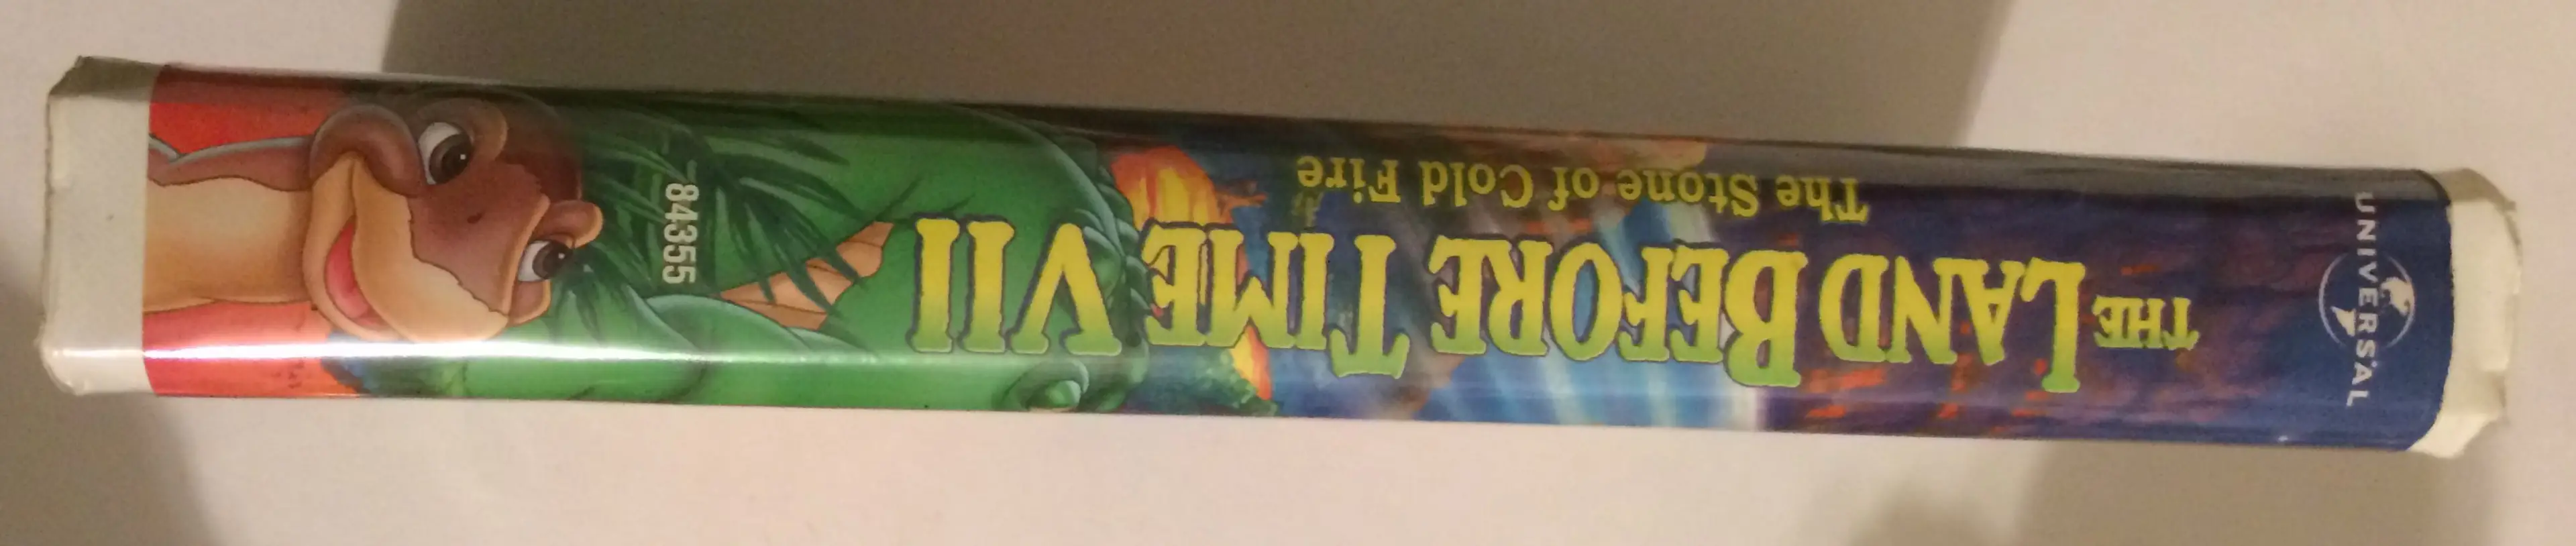 UNIVERSAL
THE LAND BEFORE TIME VII
The Stone of Cold Fire
84355